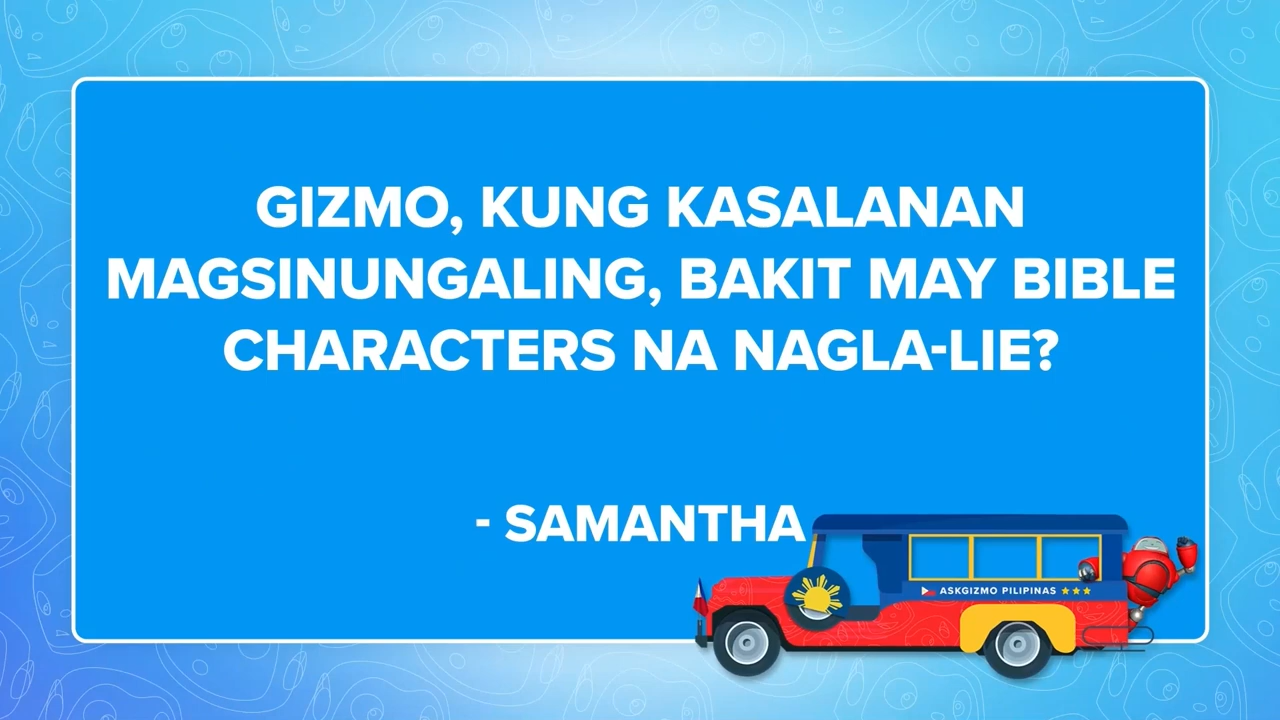 GIZMO, KUNG KASALANAN
MAGSINUNGALING, BAKIT MAY BIBLE
CHARACTERS NA NAGLA-LIE?
- SAMANTHA
ASKGIZMO PILIPINAS